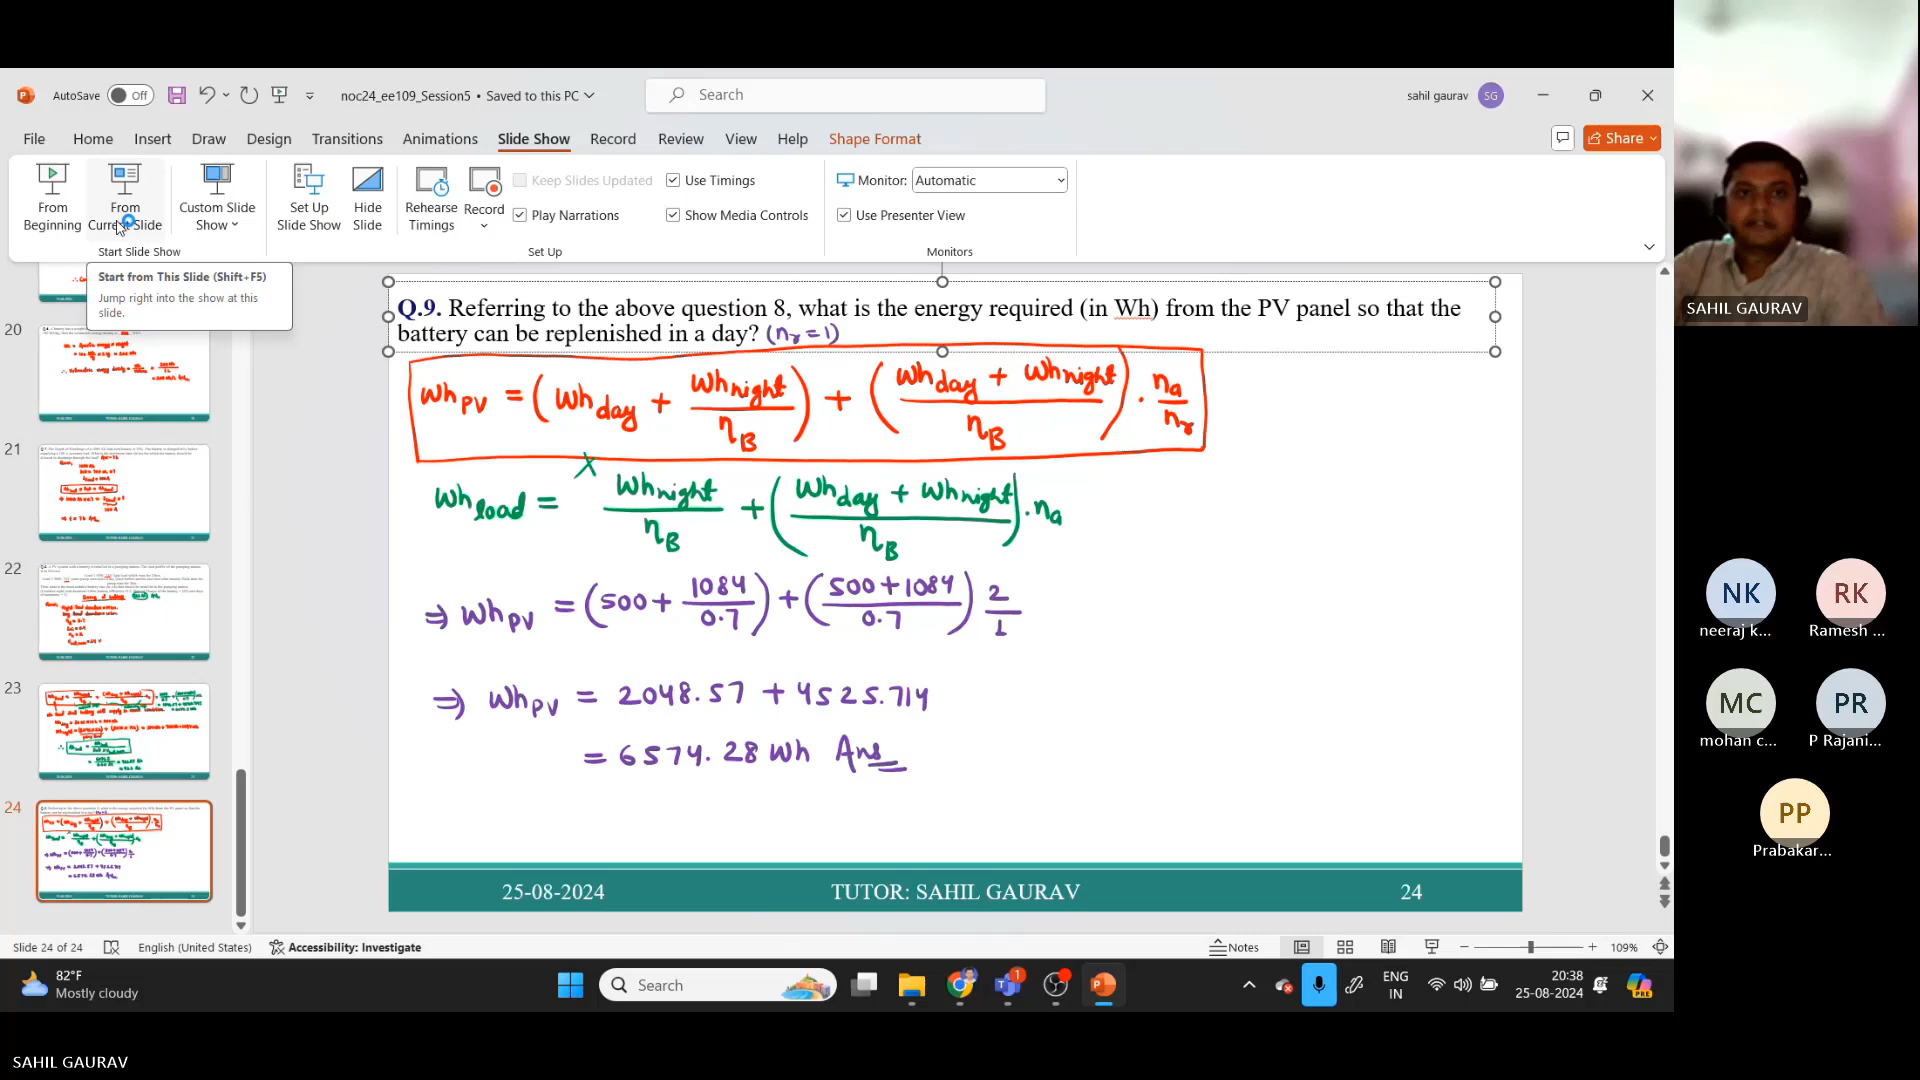 AutoSave Off noc24_ee109_Session5 • Saved to this PC Search sahil gaurav SG
File Home Insert Draw Design Transitions Animations Slide Show Record Review View Help Shape Format Share
From Beginning
From Current Slide
Custom Slide Show
Set Up Slide Show
Hide Slide
Rehearse Timings
Record
Keep Slides Updated
Play Narrations
Use Timings
Show Media Controls
Monitor: Automatic
Use Presenter View
Start Slide Show Set Up Monitors
Start from This Slide (Shift+F5)
Jump right into the show at this
slide.
20
21
22
23
24
Q.9. Referring to the above question 8, what is the energy required (in Wh) from the PV panel so that the
battery can be replenished in a day? (nr = 1)
WhPV = (Whday + Whnight/ηB) + (Whday + Whnight/ηB) . na/nr
Whload = x Whnight/ηB + (Whday + Whnight/ηB) . na
⇒ WhPV = (500 + 1084/0.7) + (500 + 1084/0.7) 2/1
⇒ WhPV = 2048.57 + 4525.714
= 6574.28 Wh Ans
25-08-2024 TUTOR: SAHIL GAURAV 24
Slide 24 of 24 English (United States) Accessibility: Investigate Notes 109%
82°F
Mostly cloudy
Search
1
ENG
IN
20:38
25-08-2024
PRE
SAHIL GAURAV
SAHIL GAURAV
NK
neeraj k...
RK
Ramesh ...
MC
mohan c...
PR
P Rajani...
PP
Prabakar...